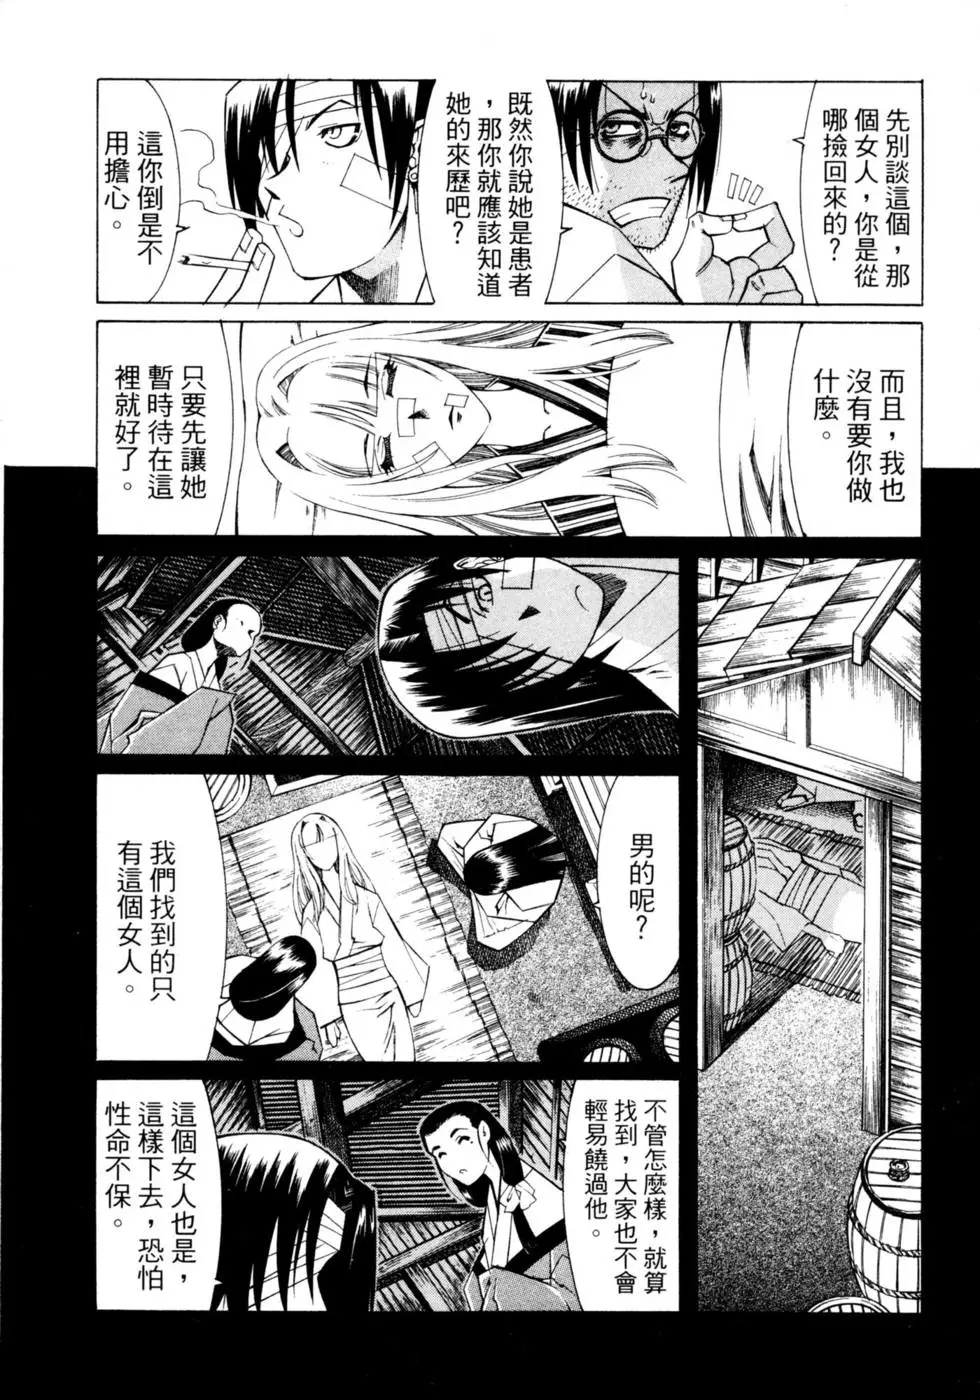 先別談這個，那
個女人，你是從
哪撿回來的？
既然你說她是患者
，那你就應該知道
她的來歷吧？
這你倒是不
用擔心。
而且，我也
沒有要你做
什麼。
只要先讓她
暫時待在這
裡就好了。
男的呢？
我們找到的只
有這個女人。
不管怎麼樣，就算
找到，大家也不會
輕易饒過他。
這個女人也是，
這樣下去，恐怕
性命不保。